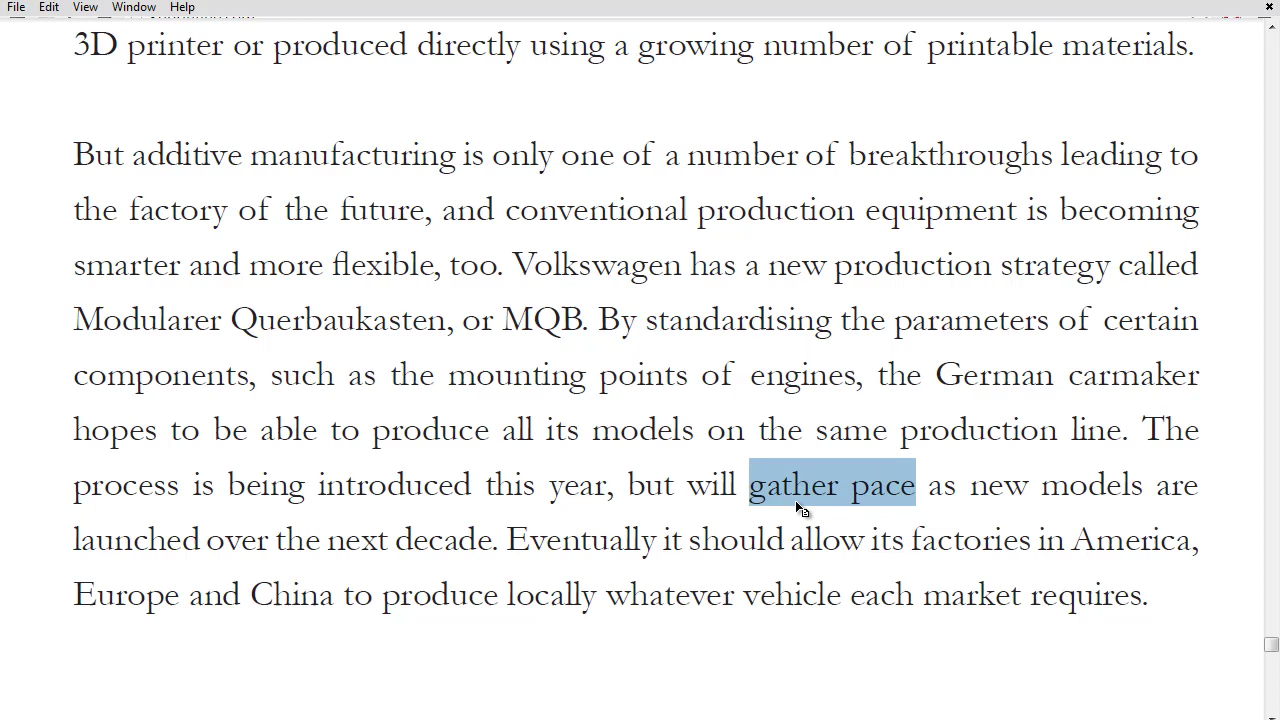 File Edit View Window Help
3D printer or produced directly using a growing number of printable materials.
But additive manufacturing is only one of a number of breakthroughs leading to
the factory of the future, and conventional production equipment is becoming
smarter and more flexible, too. Volkswagen has a new production strategy called
Modularer Querbaukasten, or MQB. By standardising the parameters of certain
components, such as the mounting points of engines, the German carmaker
hopes to be able to produce all its models on the same production line. The
process is being introduced this year, but will gather pace as new models are
launched over the next decade. Eventually it should allow its factories in America,
Europe and China to produce locally whatever vehicle each market requires.